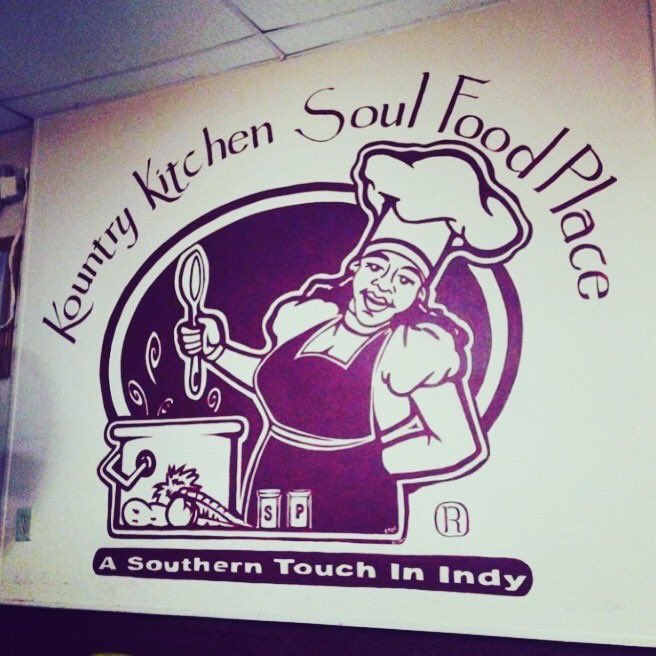 Kountry Kitchen Soul Food Place
S P
R
A Southern Touch In Indy